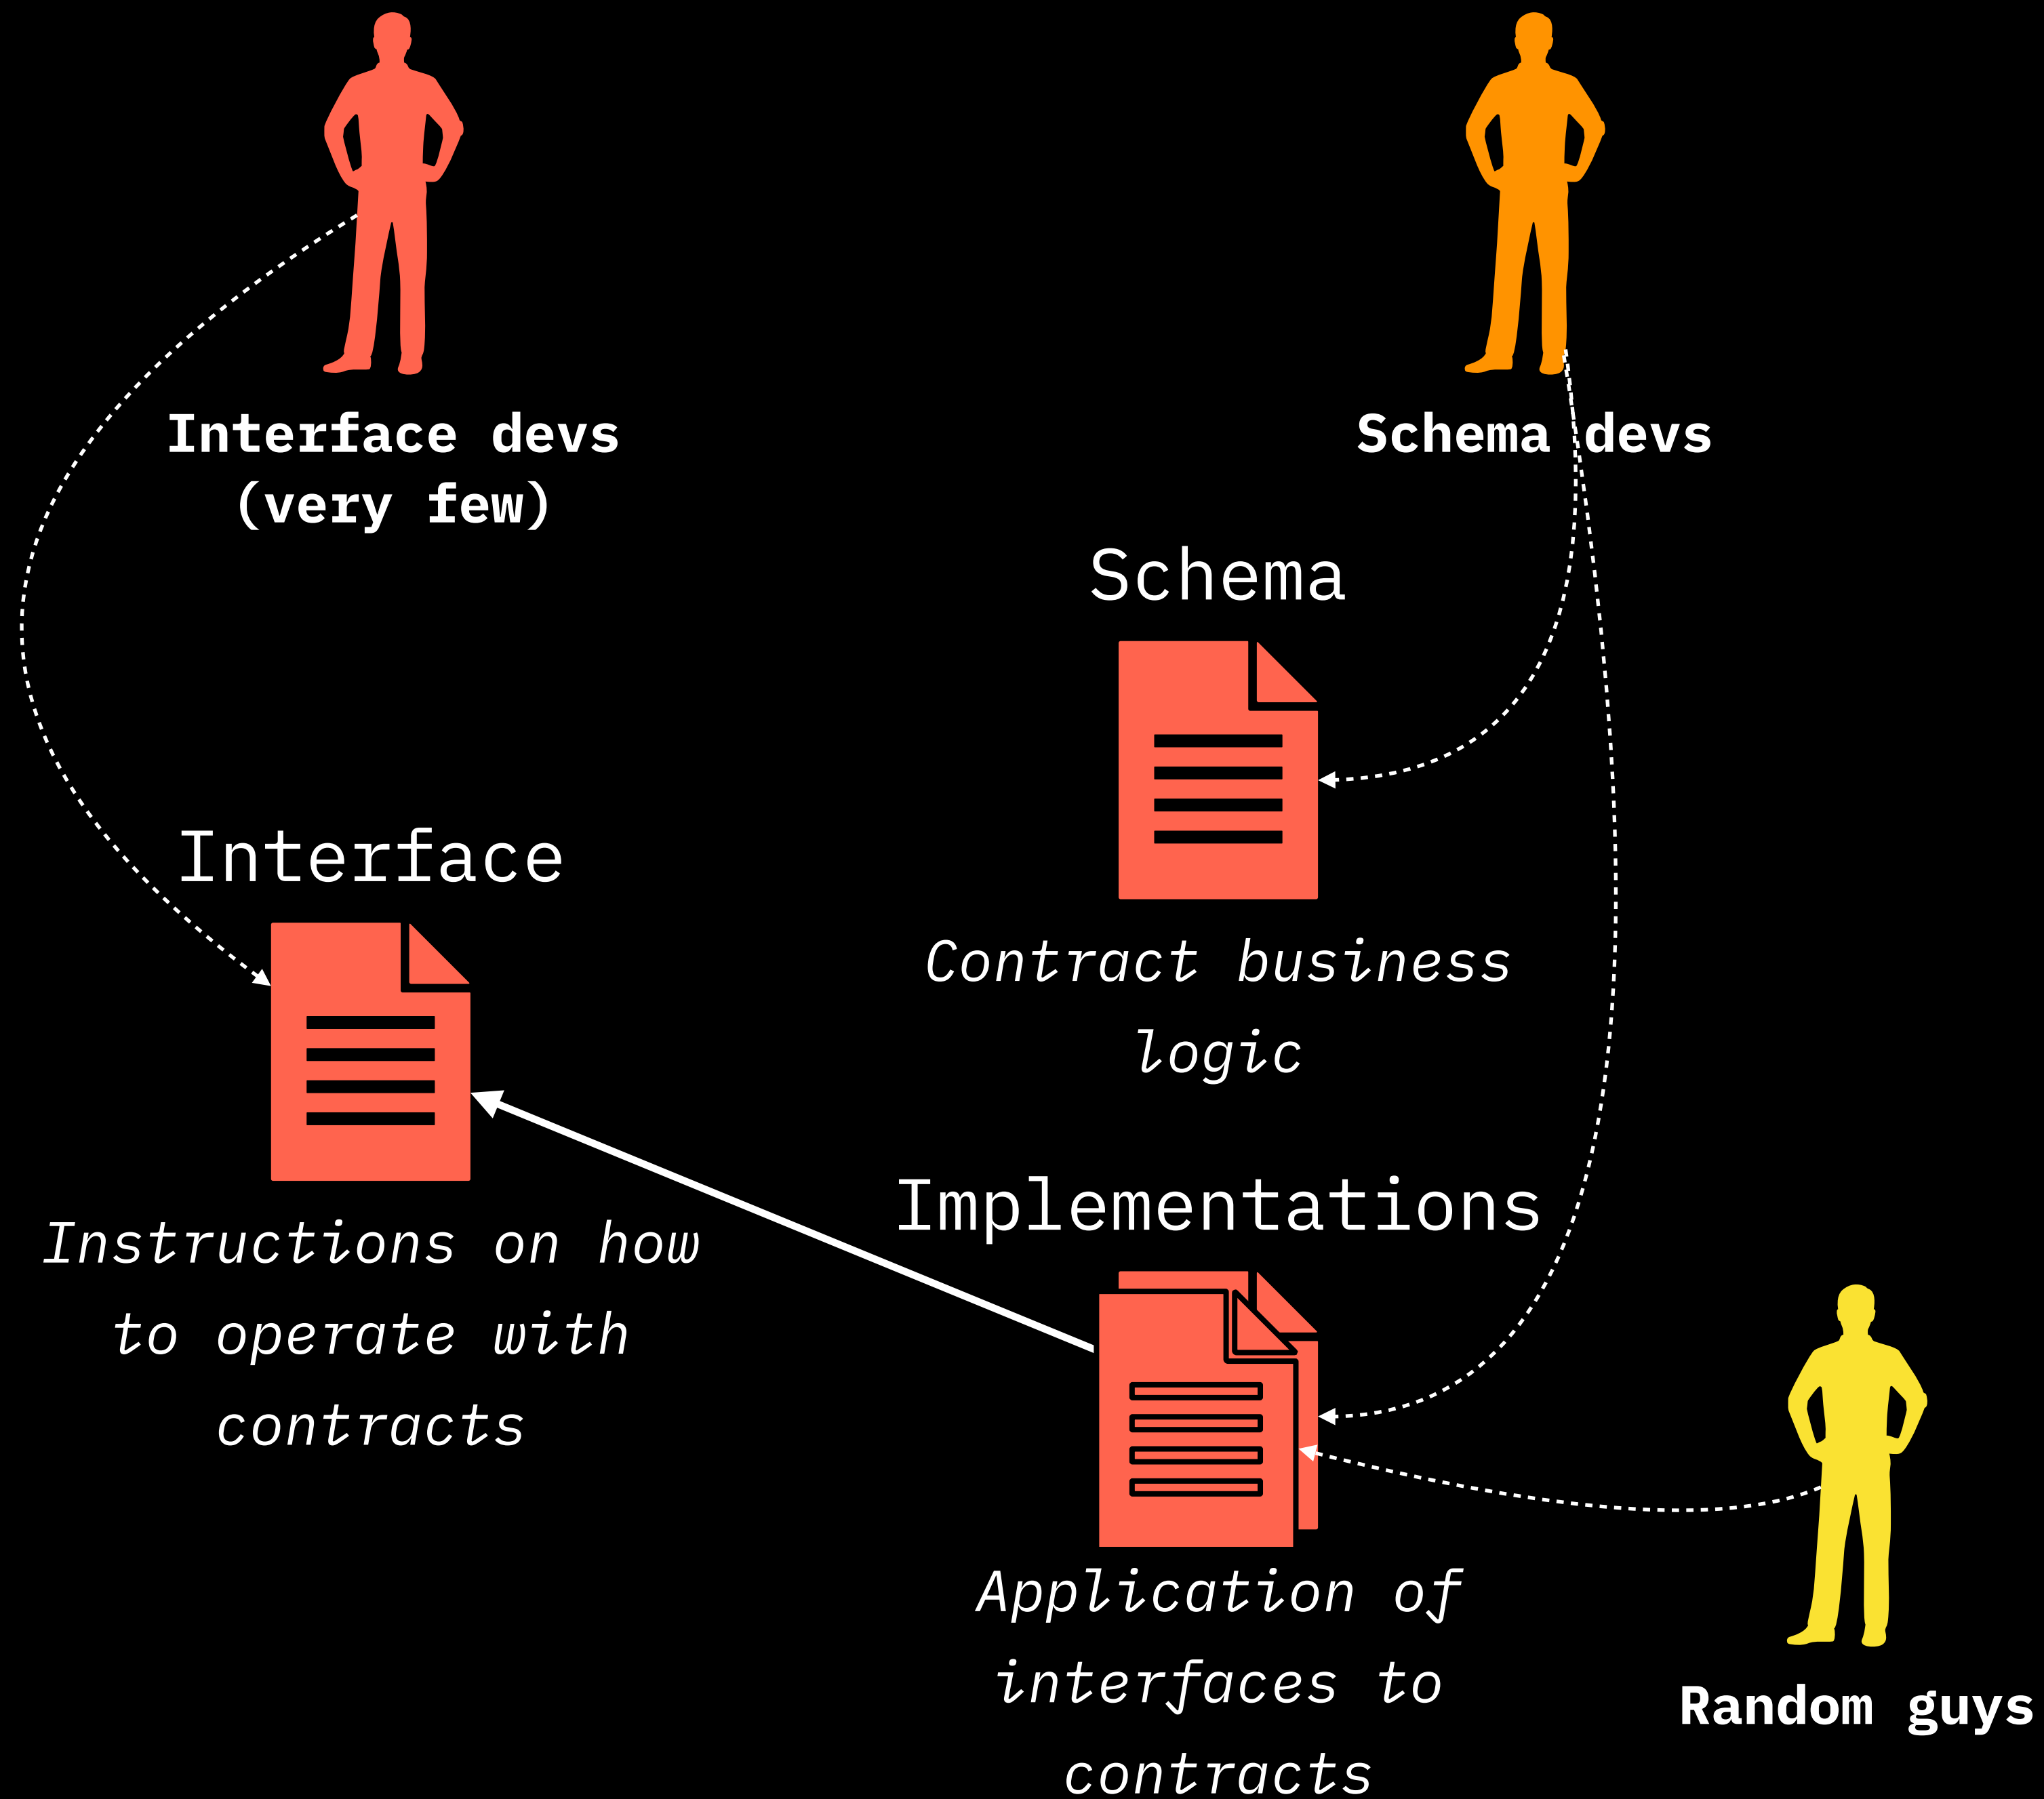 Interface devs
(very few)
Schema devs
Schema
Contract business
logic
Interface
Instructions on how
to operate with
contracts
Implementations
Application of
interfaces to
contracts
Random guys